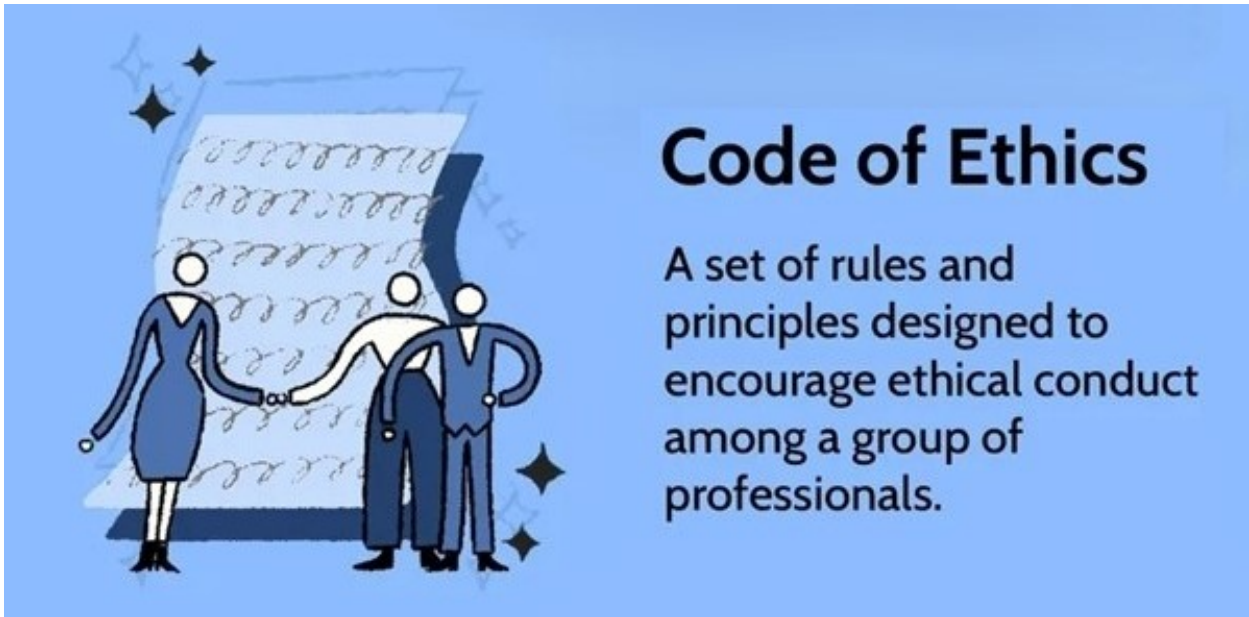 Code of Ethics
A set of rules and
principles designed to
encourage ethical conduct
among a group of
professionals.